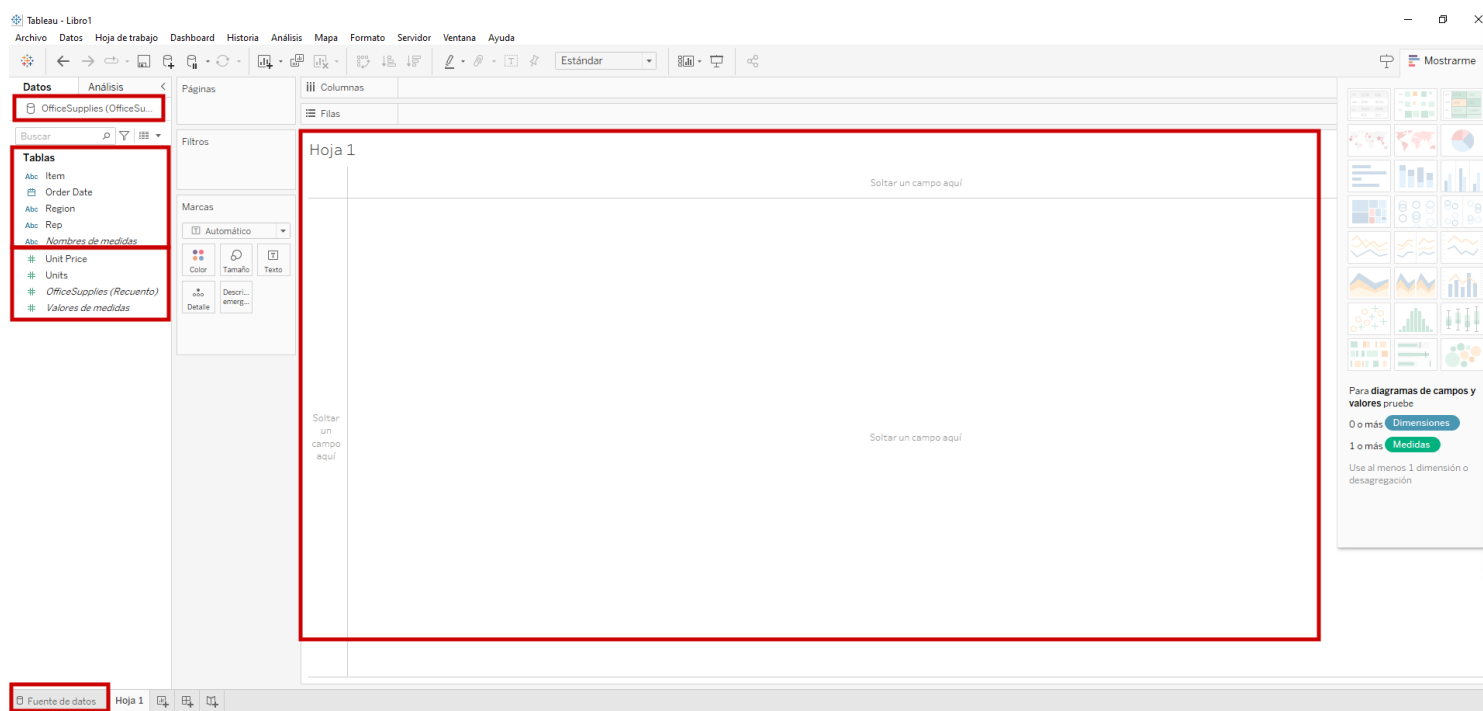 Tableau - Libro1
Archivo Datos Hoja de trabajo Dashboard Historia Análisis Mapa Formato Servidor Ventana Ayuda
Estándar
Mostrarme
Datos Análisis
OfficeSupplies (OfficeSu...
Buscar
Tablas
Abc Item
Order Date
Abc Region
Abc Rep
Abc Nombres de medidas
# Unit Price
# Units
# OfficeSupplies (Recuento)
# Valores de medidas
Páginas
Filtros
Marcas
Automático
Color Tamaño Texto
Detalle
Descri...
emerg...
Columnas
Filas
Hoja 1
Soltar un campo aquí
Soltar
un
campo
aquí
Soltar un campo aquí
Para diagramas de campos y
valores pruebe
0 o más Dimensiones
1 o más Medidas
Use al menos 1 dimensión o
desagregación
Fuente de datos Hoja 1